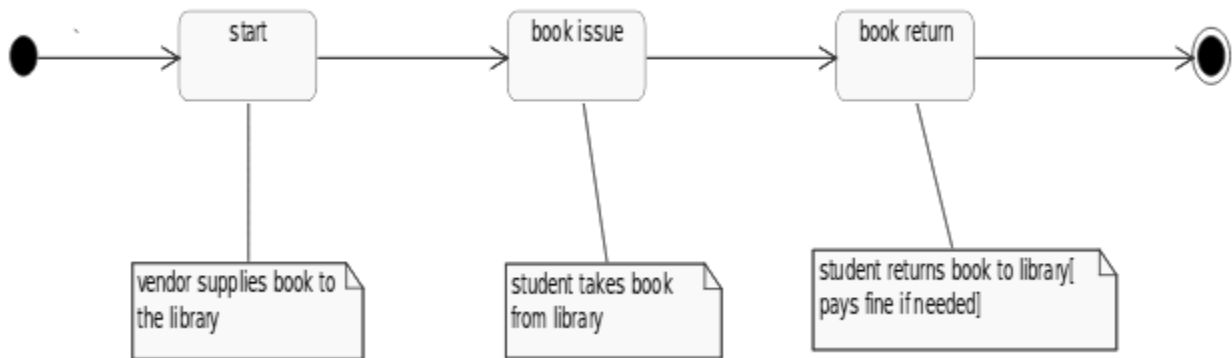 start
book issue
book return
vendor supplies book to
the library
student takes book
from library
student returns book to library[
pays fine if needed]